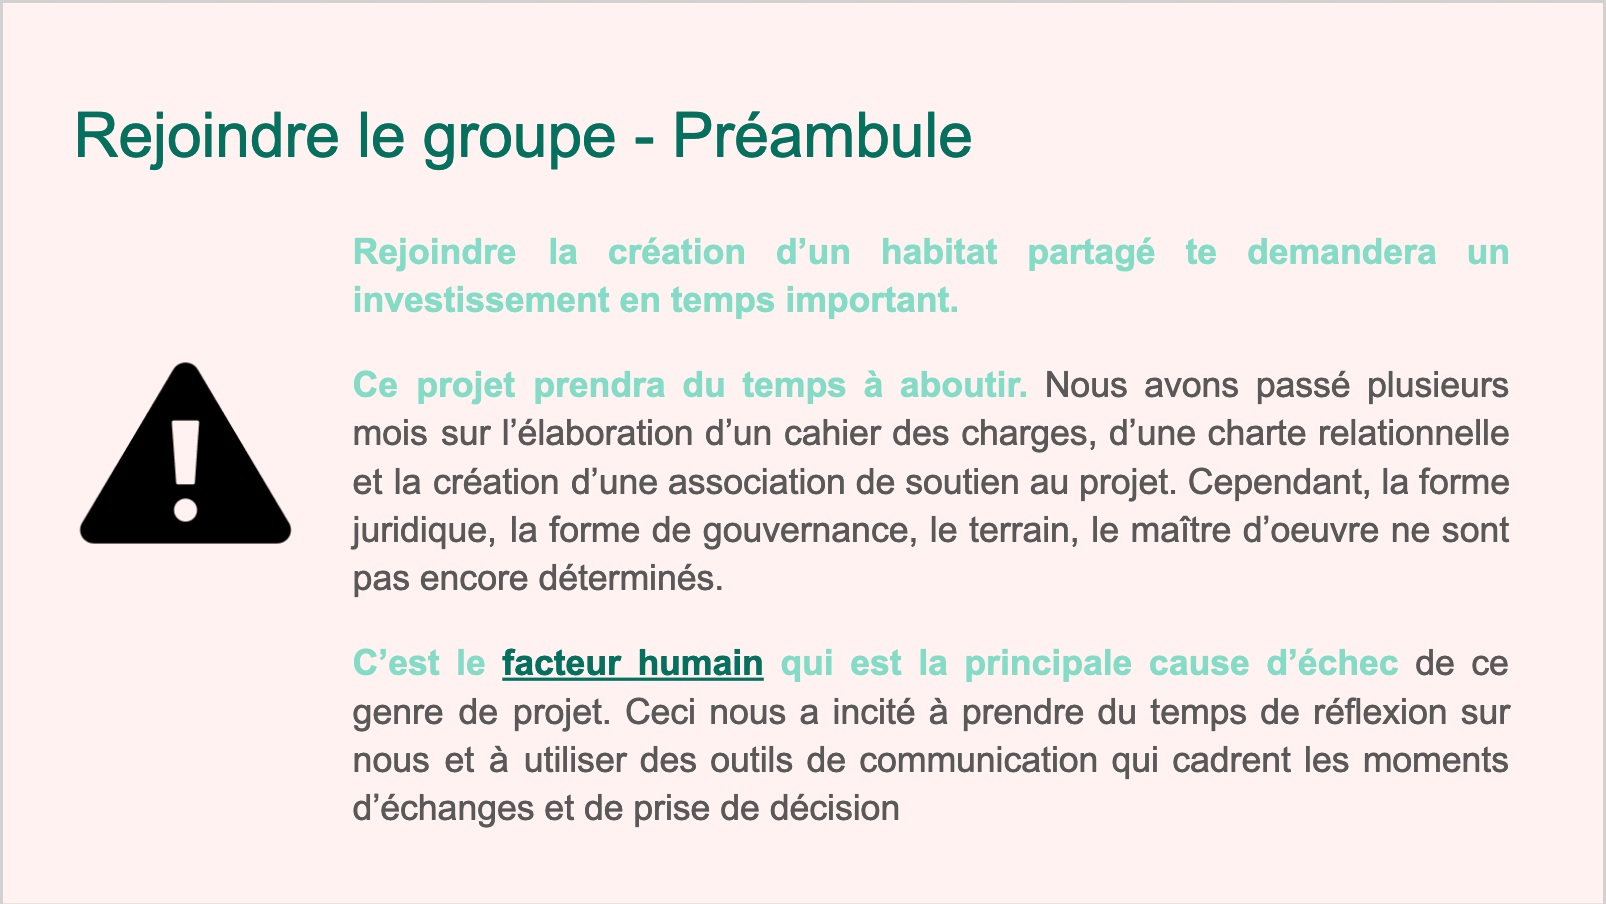 Rejoindre le groupe - Préambule
Rejoindre la création d’un habitat partagé te demandera un
investissement en temps important.
Ce projet prendra du temps à aboutir. Nous avons passé plusieurs
mois sur l’élaboration d’un cahier des charges, d’une charte relationnelle
et la création d’une association de soutien au projet. Cependant, la forme
juridique, la forme de gouvernance, le terrain, le maître d’oeuvre ne sont
pas encore déterminés.
C’est le facteur humain qui est la principale cause d’échec de ce
genre de projet. Ceci nous a incité à prendre du temps de réflexion sur
nous et à utiliser des outils de communication qui cadrent les moments
d’échanges et de prise de décision